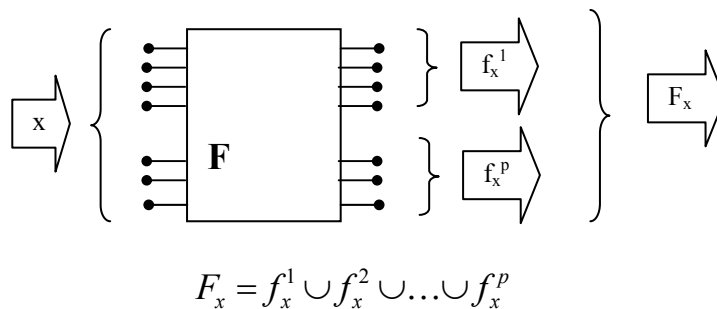 x
F
f_x^1
f_x^p
F_x
F_x = f_x^1 ∪ f_x^2 ∪ … ∪ f_x^p